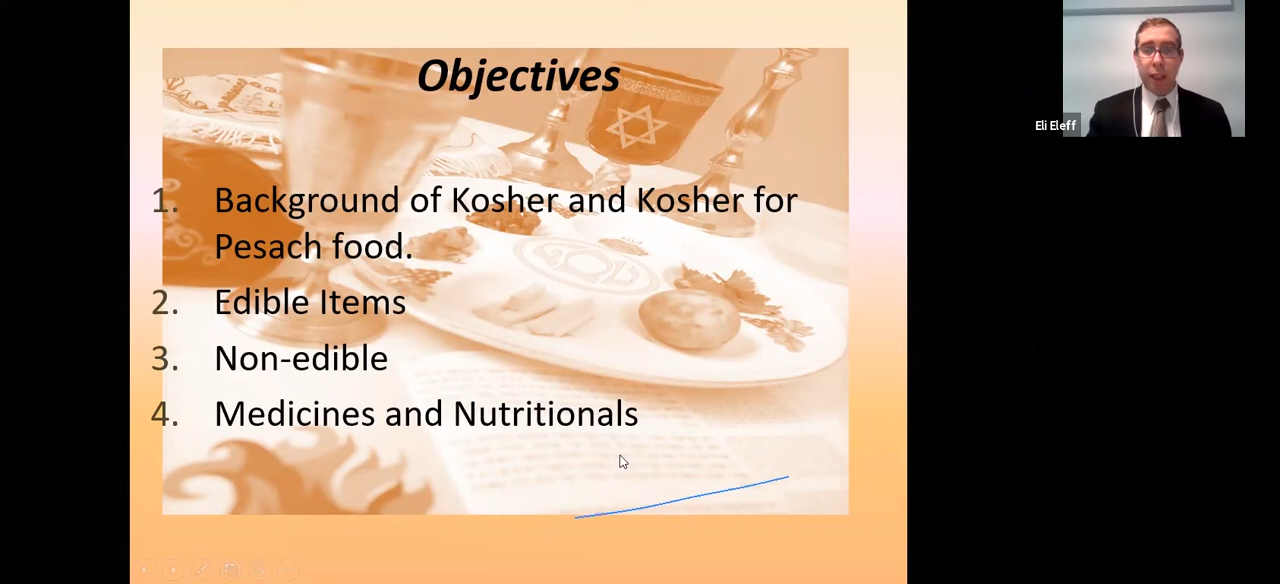 Objectives
1. Background of Kosher and Kosher for
Pesach food.
2. Edible Items
3. Non-edible
4. Medicines and Nutritionals
Eli Eleff